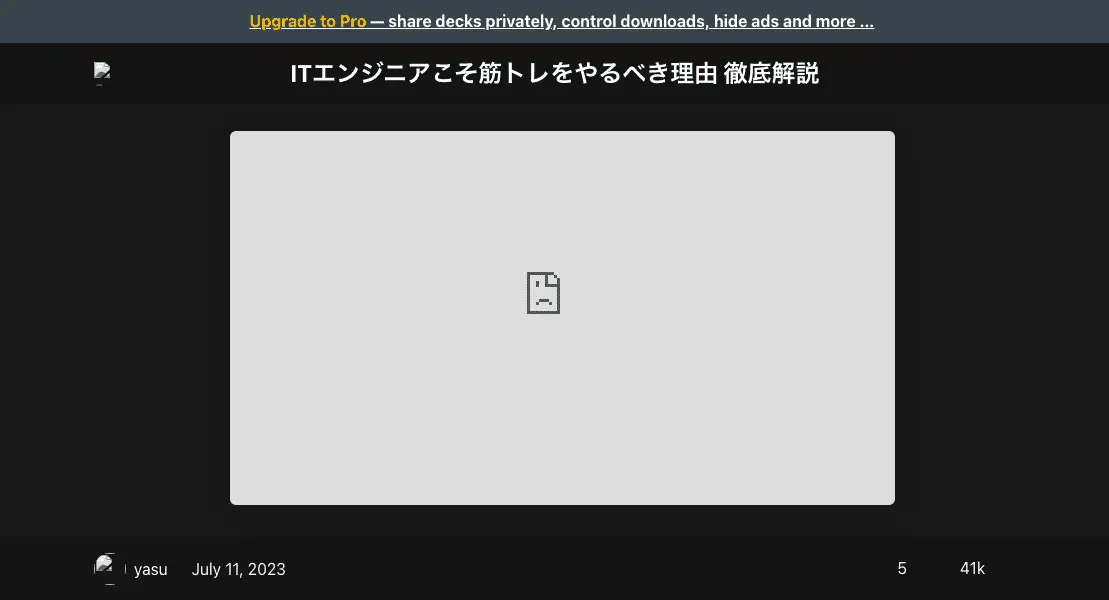 Upgrade to Pro — share decks privately, control downloads, hide ads and more …
ITエンジニアこそ筋トレをやるべき理由 徹底解説
yasu July 11, 2023 5 41k